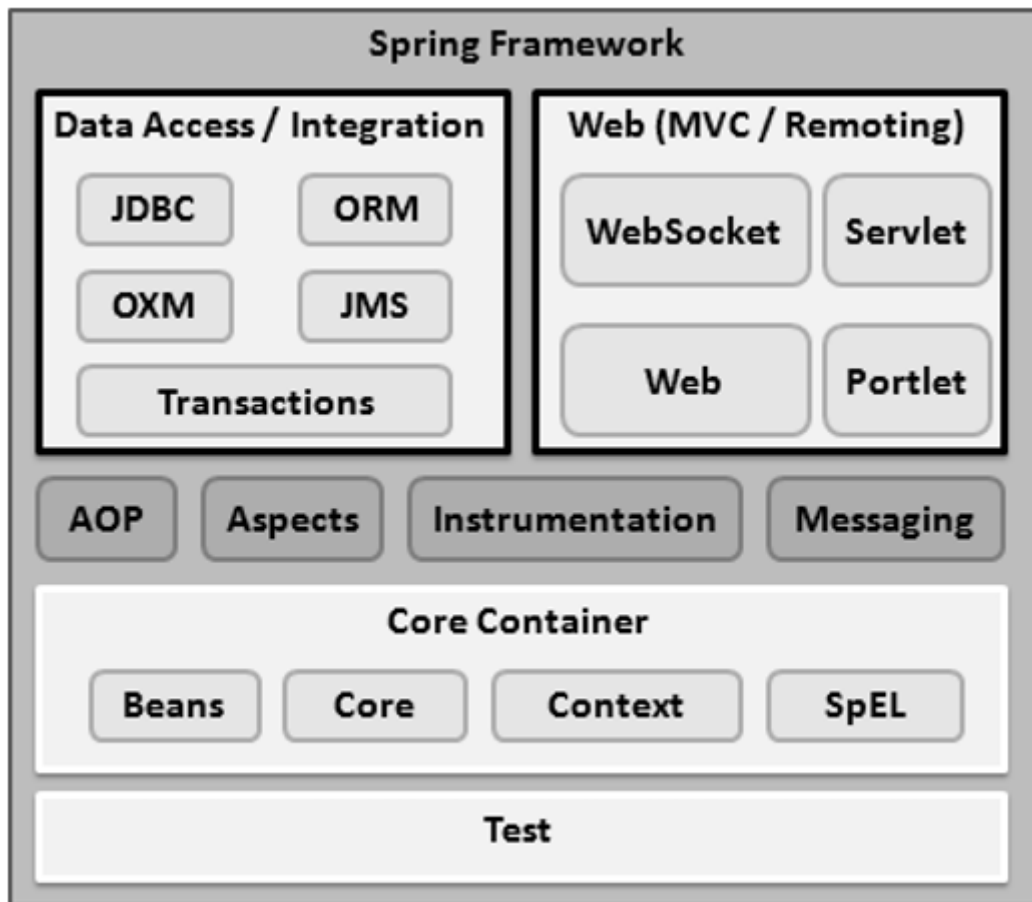 Spring Framework
Data Access / Integration
JDBC
ORM
OXM
JMS
Transactions
Web (MVC / Remoting)
WebSocket
Servlet
Web
Portlet
AOP
Aspects
Instrumentation
Messaging
Core Container
Beans
Core
Context
SpEL
Test